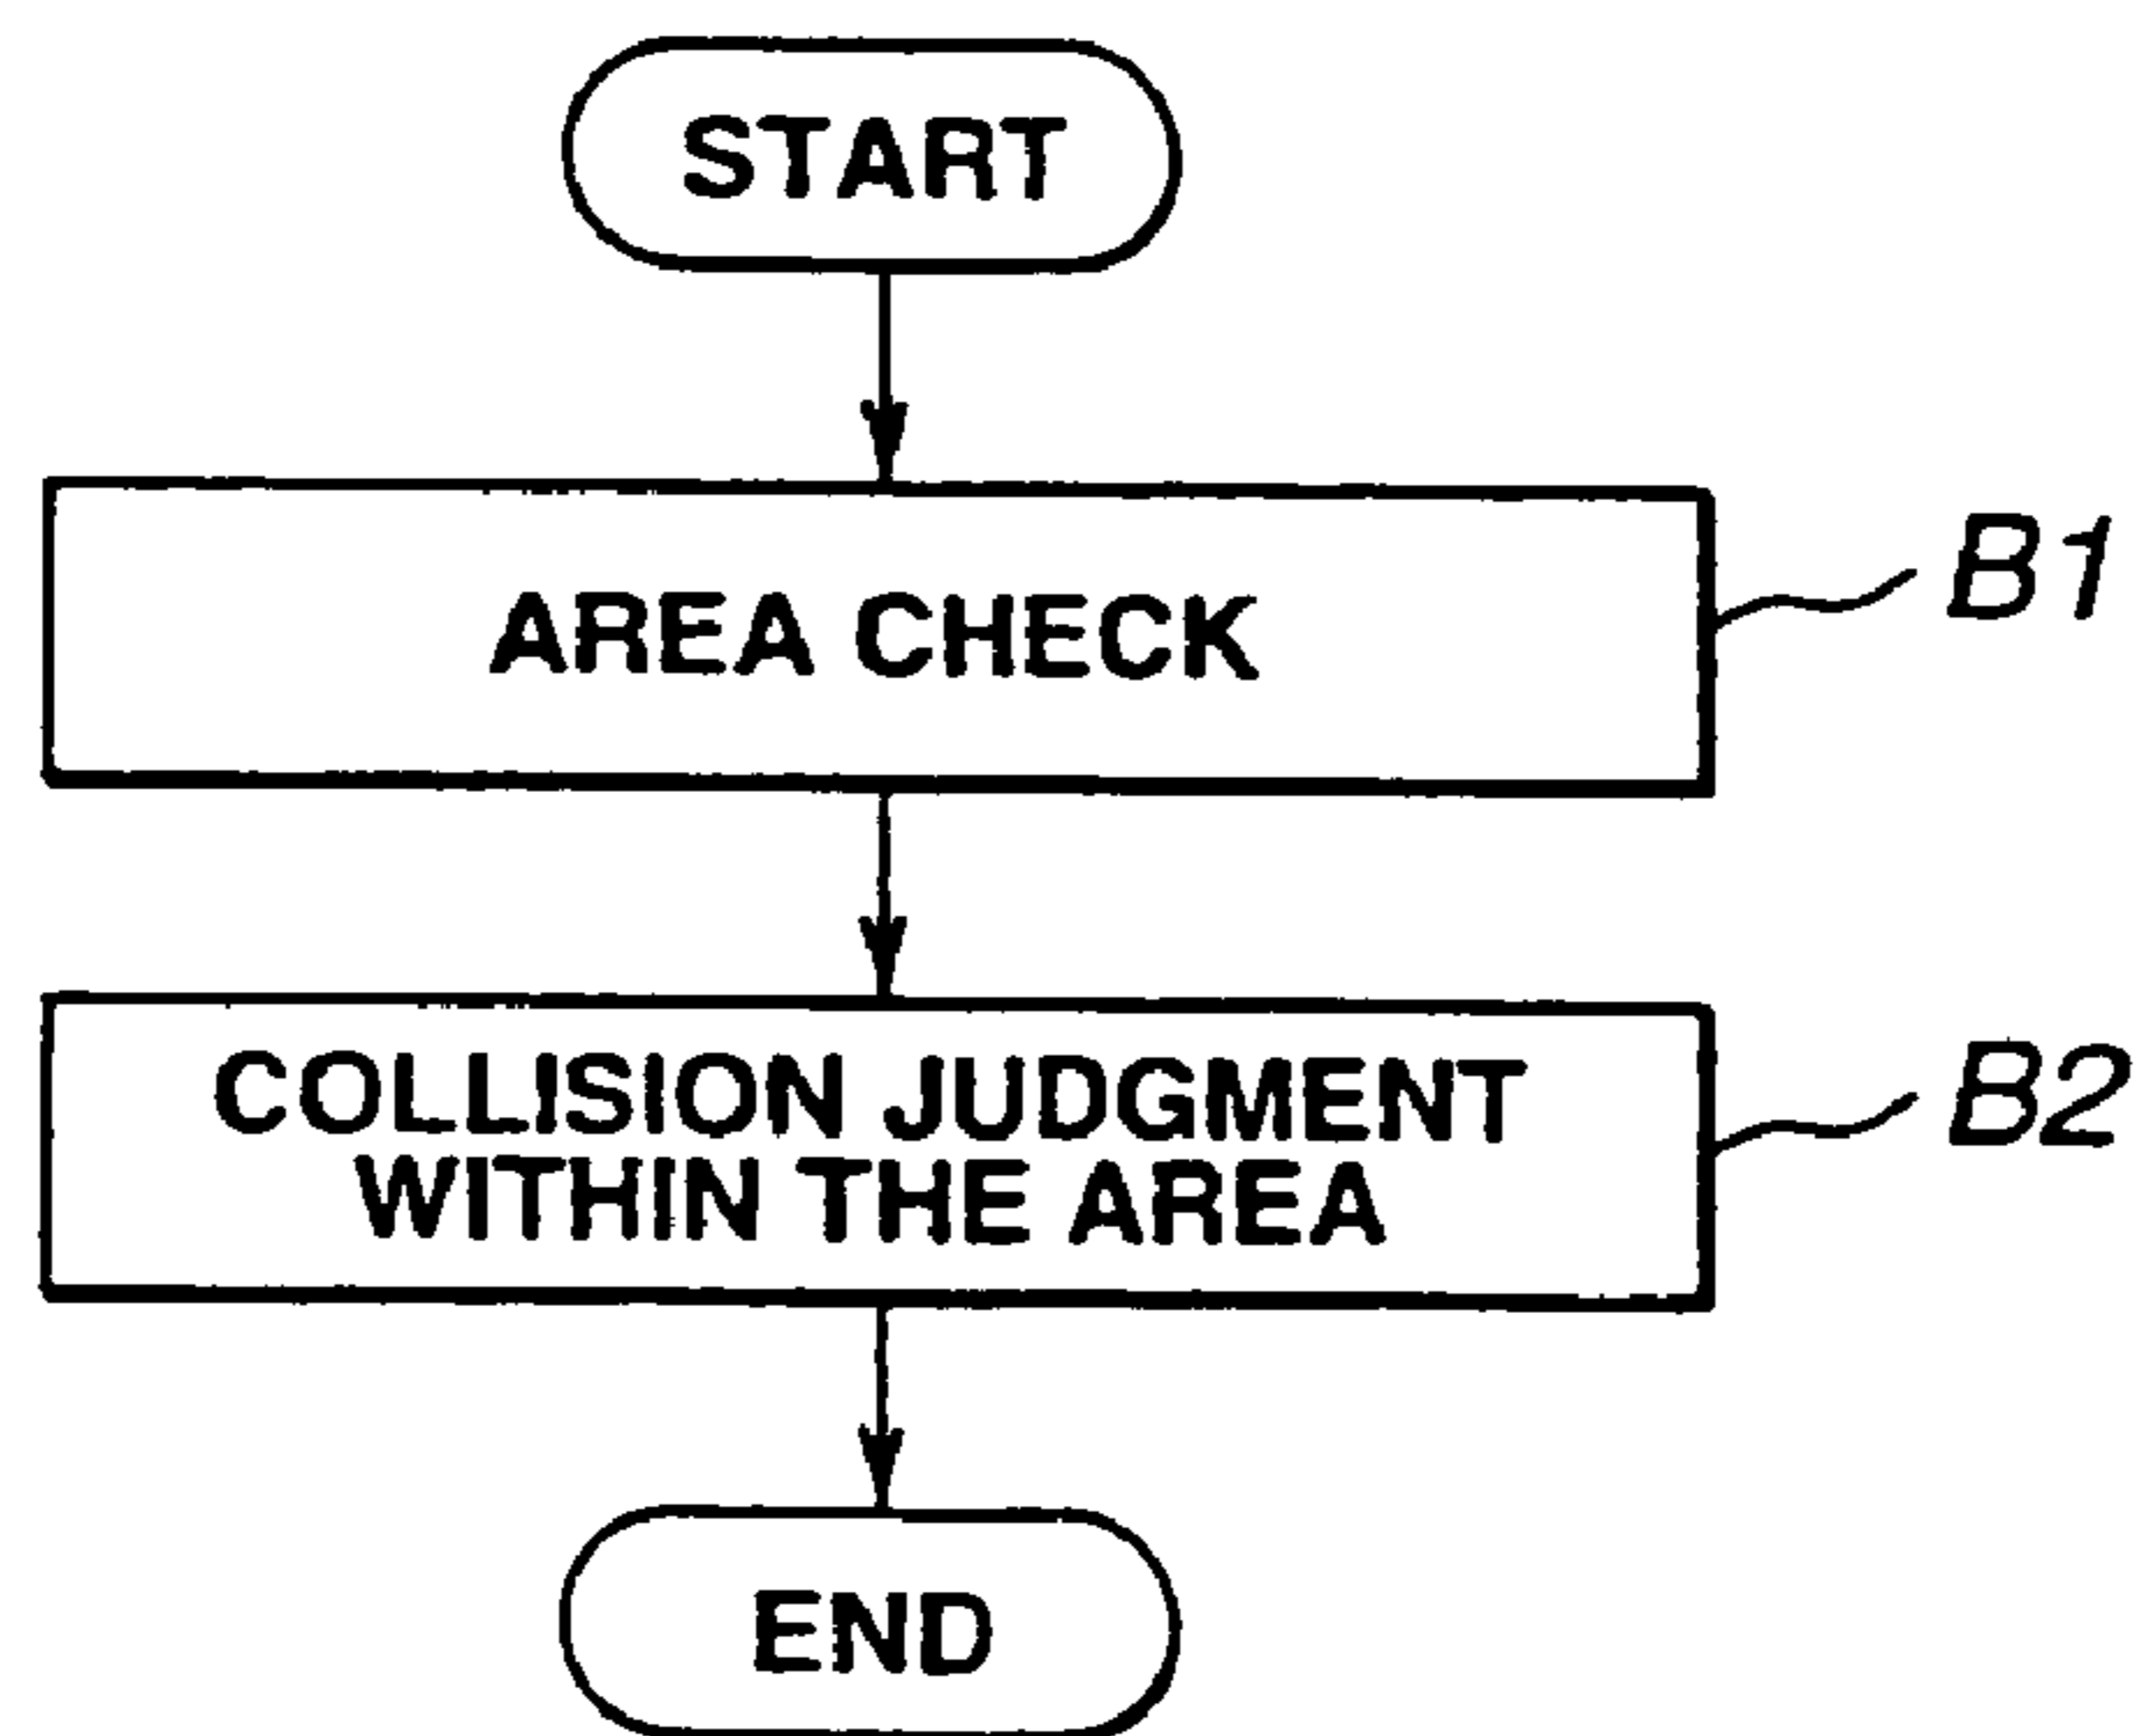 START
AREA CHECK
B1
COLLISION JUDGMENT
WITHIN THE AREA
B2
END